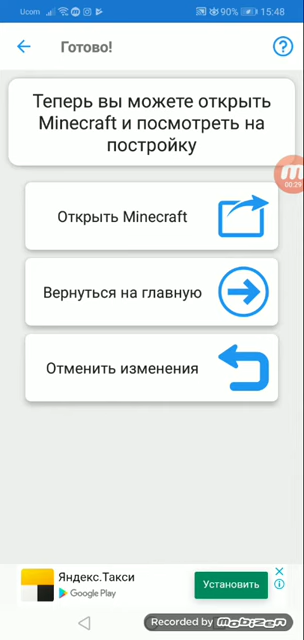 Ucom 90% 15:48
Готово!
Теперь вы можете открыть
Minecraft и посмотреть на
постройку
00:29
Открыть Minecraft
Вернуться на главную
Отменить изменения
Яндекс.Такси
Google Play
Установить
Recorded by mobizen